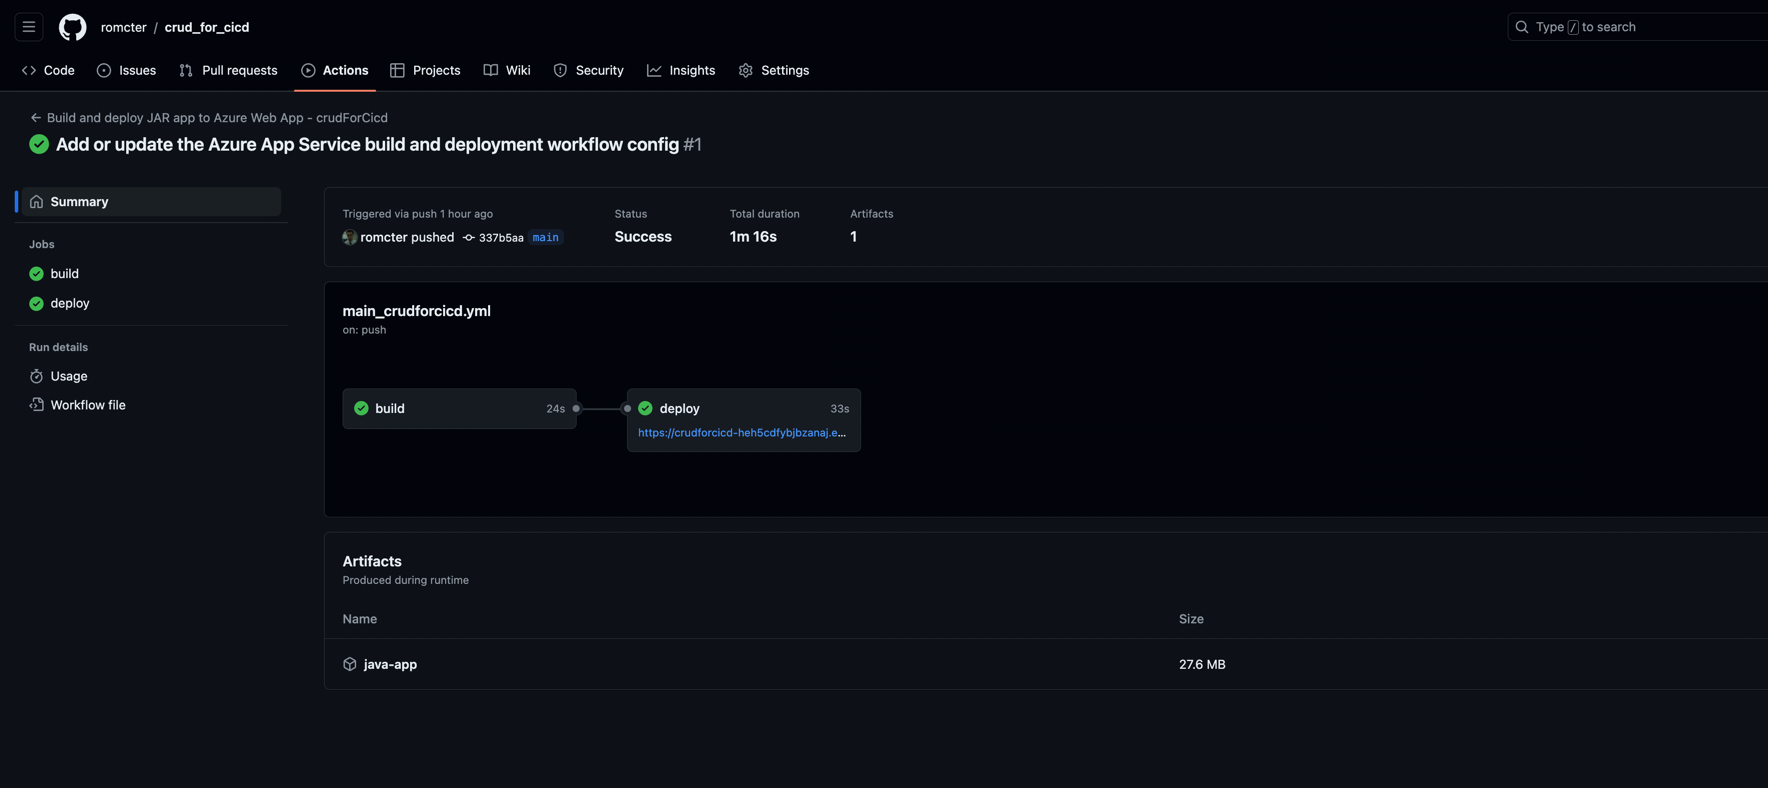 romcter / crud_for_cicd
Type / to search
Code Issues Pull requests Actions Projects Wiki Security Insights Settings
Build and deploy JAR app to Azure Web App - crudForCicd
Add or update the Azure App Service build and deployment workflow config #1
Summary
Jobs
build
deploy
Run details
Usage
Workflow file
Triggered via push 1 hour ago
romcter pushed 337b5aa main
Status
Success
Total duration
1m 16s
Artifacts
1
main_crudforcicd.yml
on: push
build 24s
deploy 33s
https://crudforcicd-heh5cdfybjbzanaj.e...
Artifacts
Produced during runtime
Name Size
java-app 27.6 MB